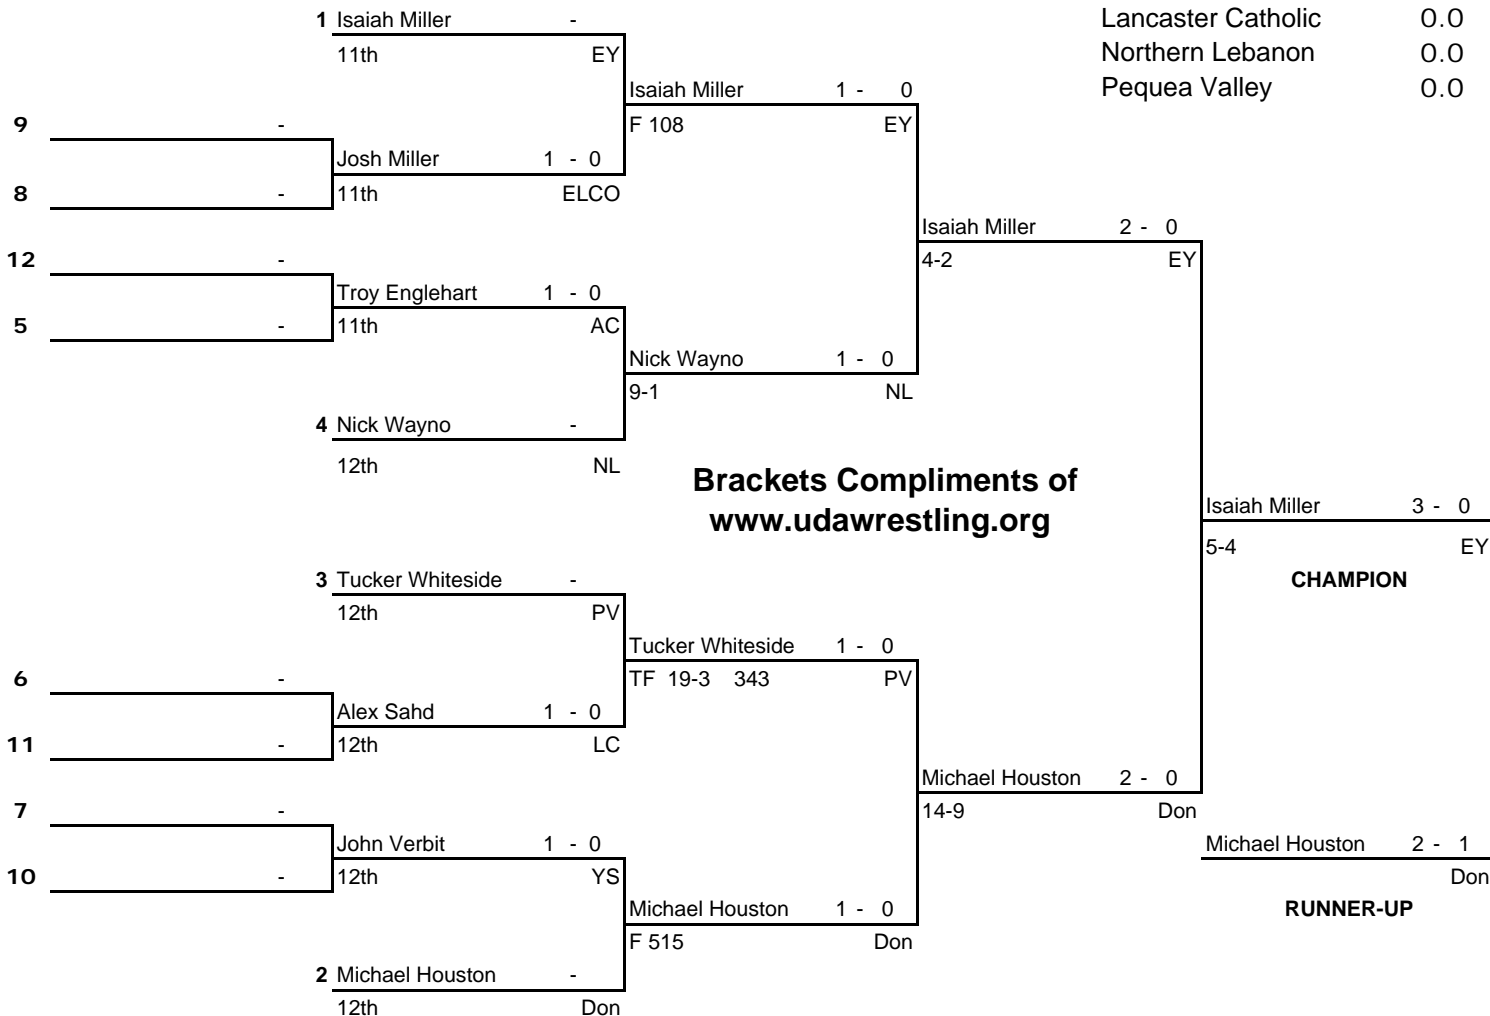 1 Isaiah Miller -
Lancaster Catholic 0.0
11th EY
Northern Lebanon 0.0
Isaiah Miller 1 - 0
Pequea Valley 0.0
9 -
F 108 EY
Josh Miller 1 - 0
8 -
11th ELCO
Isaiah Miller 2 - 0
12 -
4-2 EY
Troy Englehart 1 - 0
5 -
11th AC
Nick Wayno 1 - 0
9-1 NL
4 Nick Wayno -
12th NL
Brackets Compliments of
www.udawrestling.org
Isaiah Miller 3 - 0
5-4 EY
CHAMPION
3 Tucker Whiteside -
12th PV
Tucker Whiteside 1 - 0
6 -
TF 19-3 343 PV
Alex Sahd 1 - 0
11 -
12th LC
Michael Houston 2 - 0
7 -
14-9 Don
John Verbit 1 - 0
Michael Houston 2 - 1
10 -
12th YS
Don
Michael Houston 1 - 0
RUNNER-UP
F 515 Don
2 Michael Houston -
12th Don